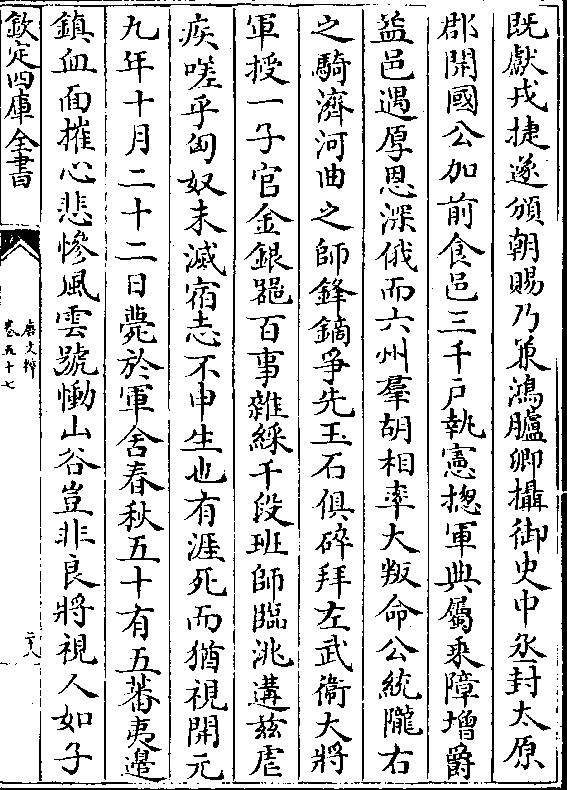 既獻戎捷遂頒朝賜乃兼鴻臚卿攝御史中丞封太原
郡開國公加前食邑三千戸執憲摠軍典屬乘障增爵
益邑遇厚恩深俄而六州羣胡相率大叛命公統隴右
之騎濟河曲之師鋒鏑爭先玉石俱碎拜左武衛大將
軍授一子官金銀噐百事雜綵千段班師臨洮遘兹虐
疾嗟乎匈奴未滅宿志不申生也有涯死而猶視開元
九年十月二十二日薨於軍舍春秋五十有五蕃夷邊
鎮血面摧心悲慘風雲號慟山谷豈非良將視人如子
欽定四庫全書
唐文粹
卷五十七
二六